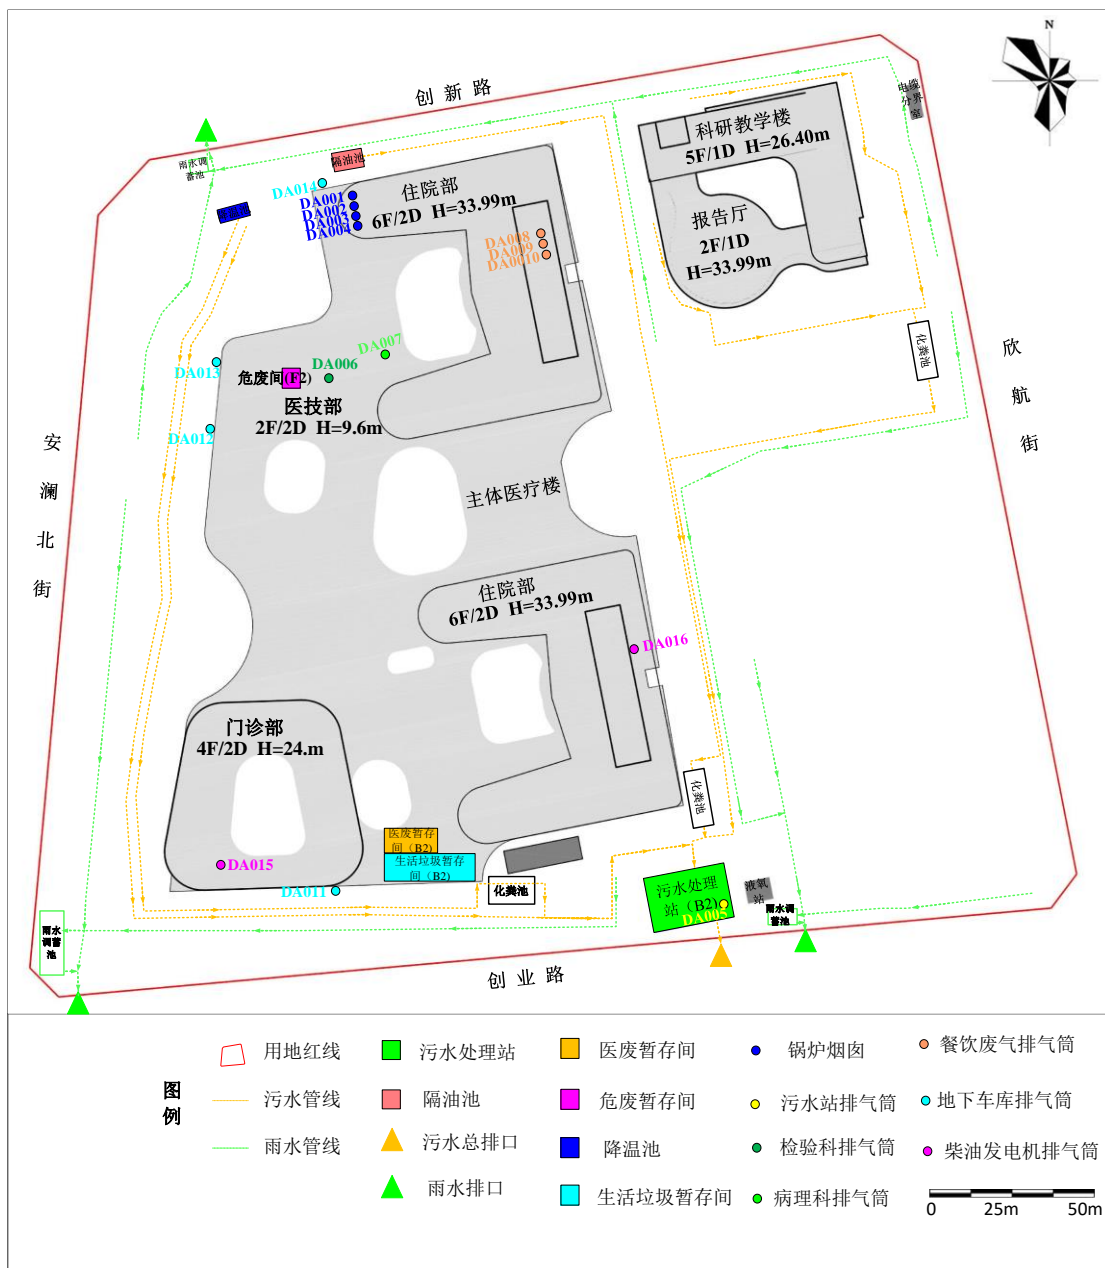 N
创新路
电缆
分界
室
科研教学楼
5F/1D H=26.40m
雨水调
蓄池
隔油池
DA014
DA001
DA002
DA003
DA004
住院部
6F/2D H=33.99m
报告厅
2F/1D
H=33.99m
DA008
DA009
DA0010
DA007
DA006
DA013
危废间(F2)
医技部
2F/2D H=9.6m
DA012
化粪池
欣航街
安澜北街
主体医疗楼
住院部
6F/2D H=33.99m
DA016
门诊部
4F/2D H=24.m
化粪池
医废暂存
间（B2）
生活垃圾暂存
间（B2）
DA015
DA011
化粪池
污水处理
站（B2）
DA005
液氧
站
雨水调
蓄池
雨水
调蓄
池
创业路
图例
用地红线
污水管线
雨水管线
污水处理站
隔油池
污水总排口
雨水排口
医废暂存间
危废暂存间
降温池
生活垃圾暂存间
锅炉烟囱
污水站排气筒
检验科排气筒
病理科排气筒
餐饮废气排气筒
地下车库排气筒
柴油发电机排气筒
0 25m 50m